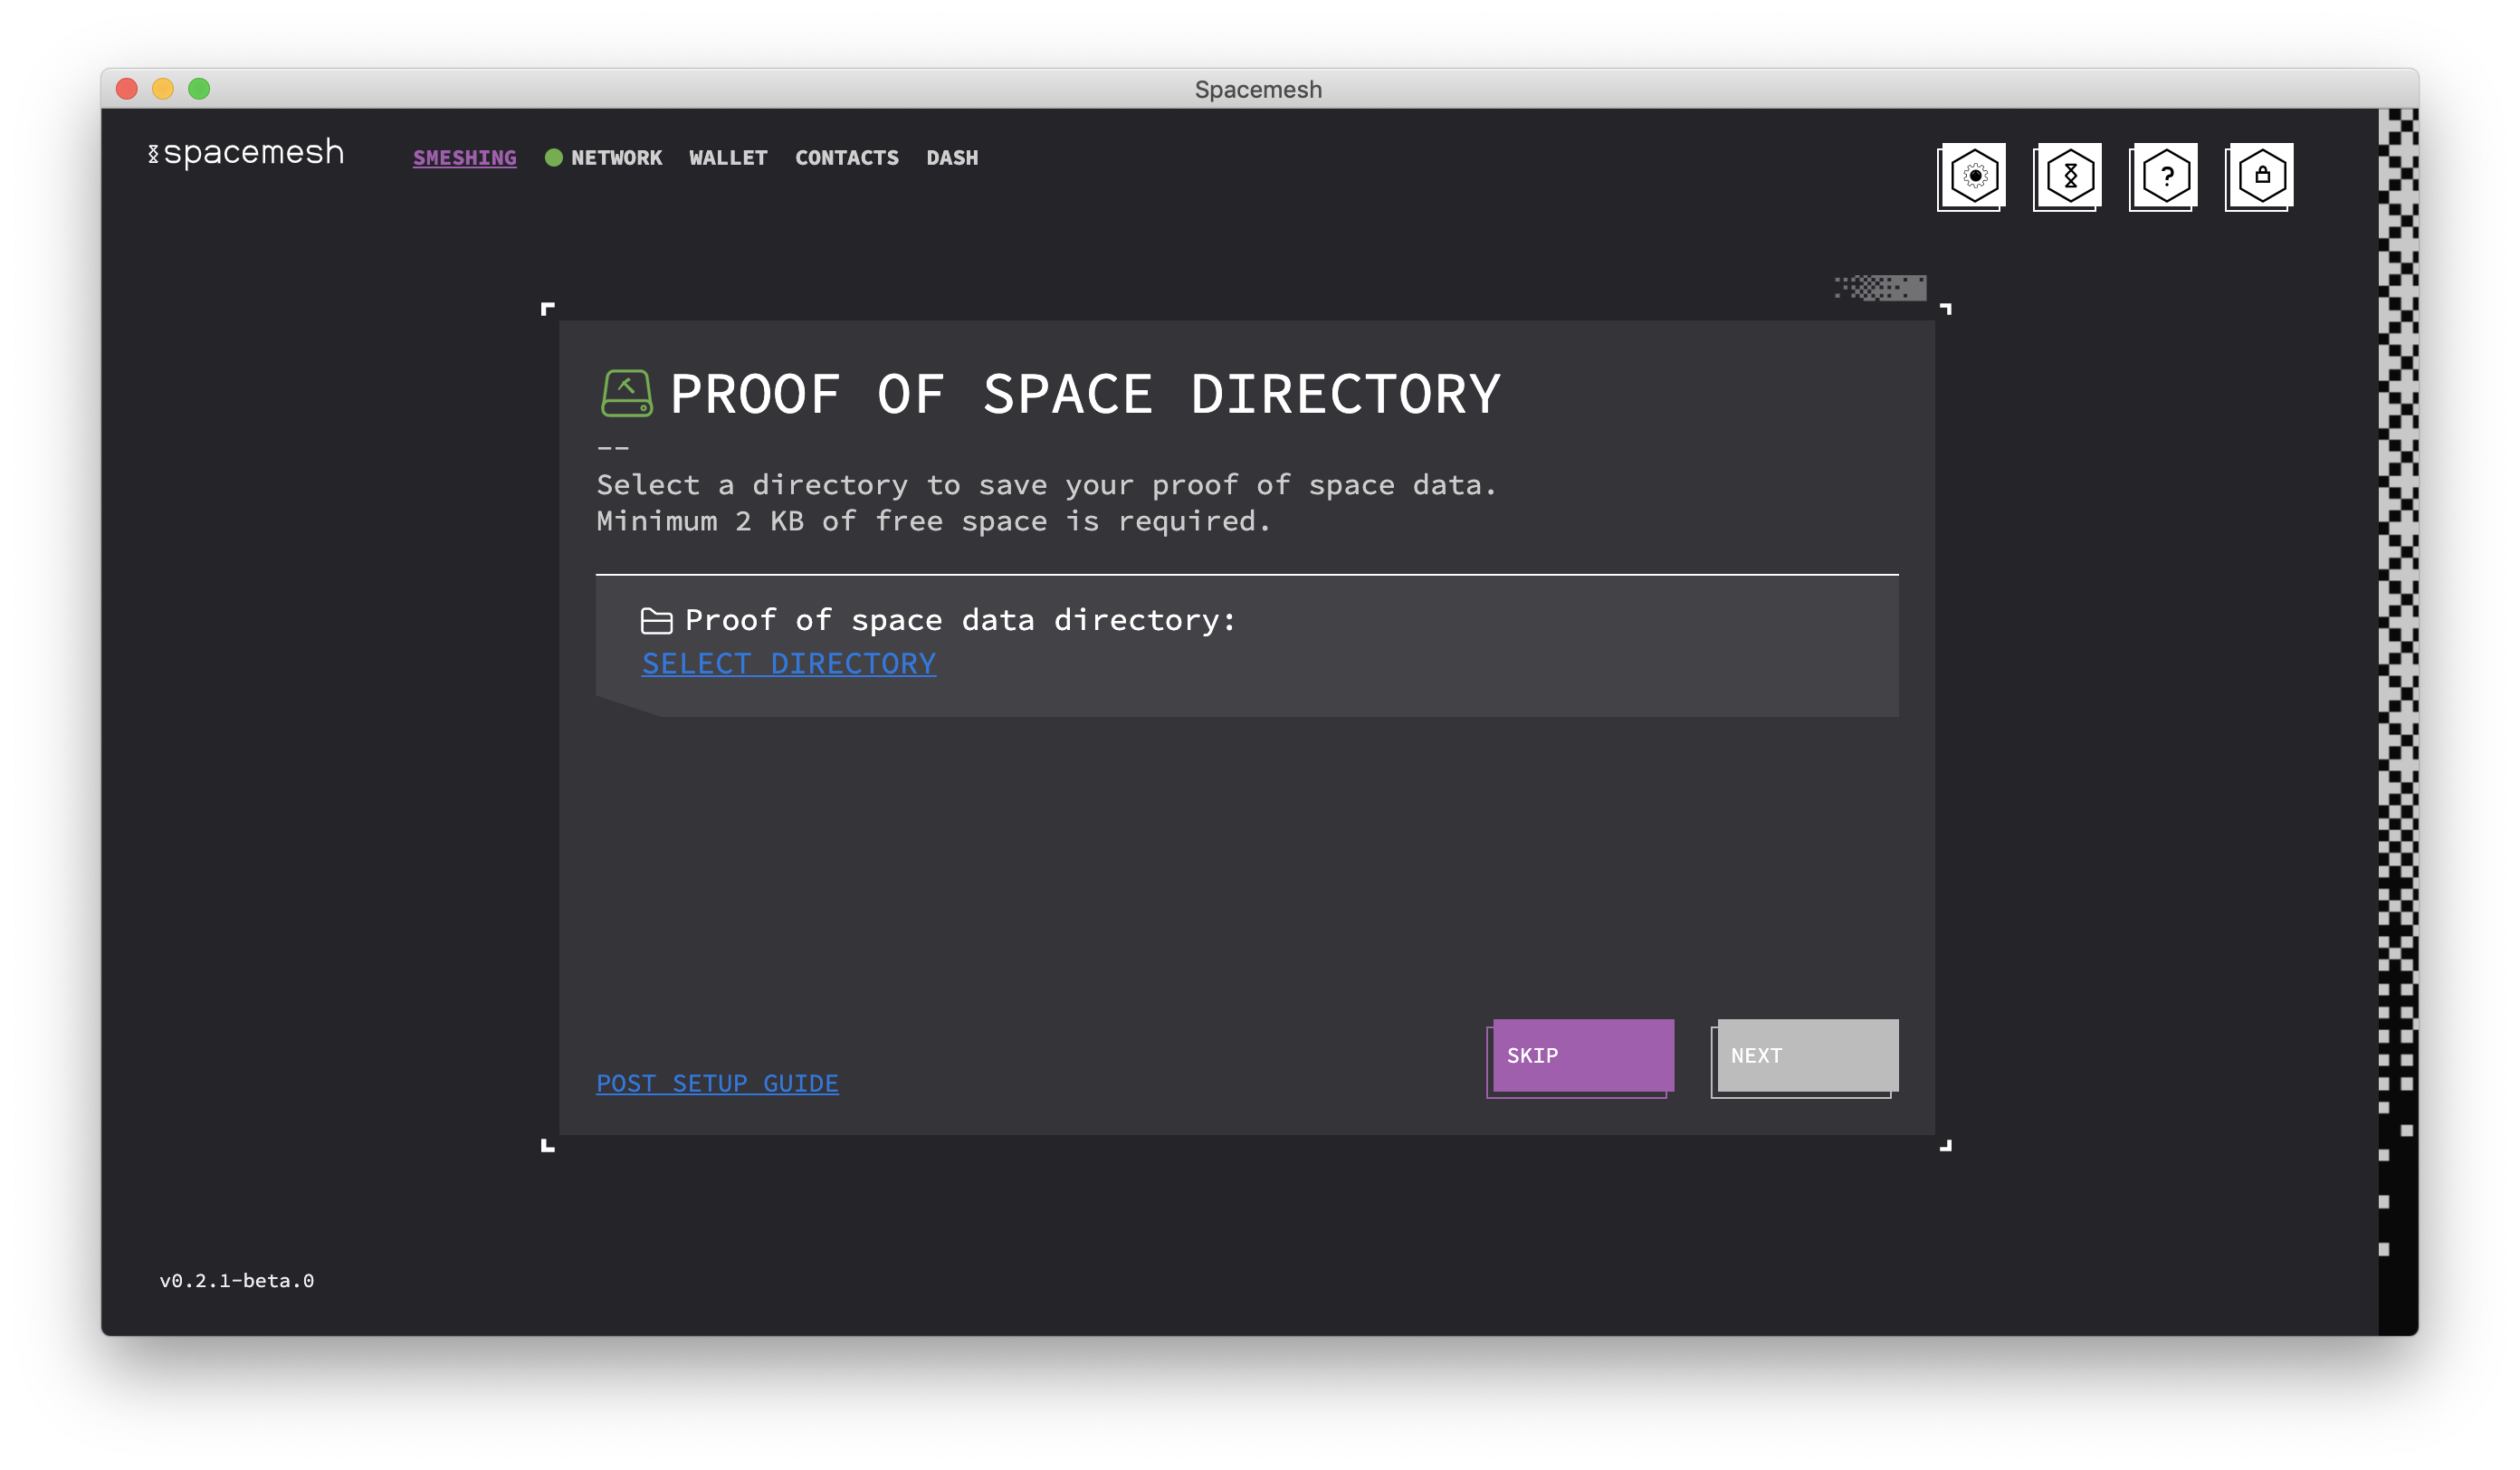 Spacemesh
spacemesh
SMESHING NETWORK WALLET CONTACTS DASH
?
PROOF OF SPACE DIRECTORY
--
Select a directory to save your proof of space data.
Minimum 2 KB of free space is required.
Proof of space data directory:
SELECT DIRECTORY
POST SETUP GUIDE
SKIP
NEXT
v0.2.1-beta.0